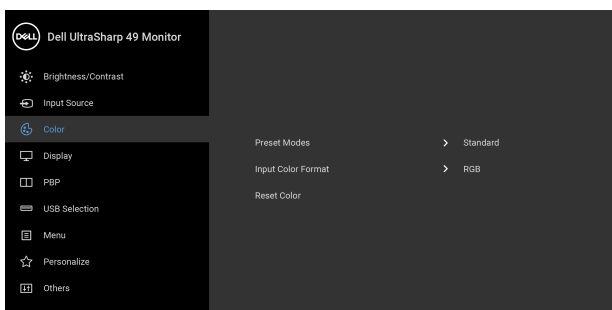 DELL Dell UltraSharp 49 Monitor
Brightness/Contrast
Input Source
Color
Display
PBP
USB Selection
Menu
Personalize
Others
Preset Modes > Standard
Input Color Format > RGB
Reset Color